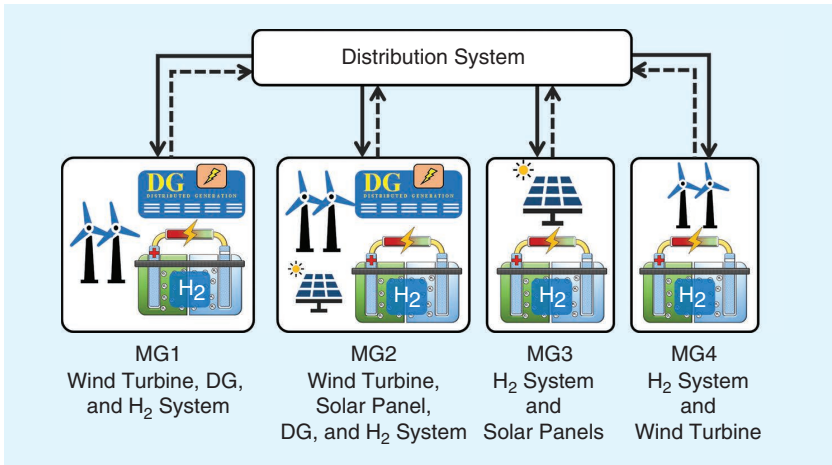 Distribution System
DG
DISTRIBUTED GENERATION
H2
DG
DISTRIBUTED GENERATION
H2
H2
H2
MG1
Wind Turbine, DG,
and H2 System
MG2
Wind Turbine,
Solar Panel,
DG, and H2 System
MG3
H2 System
and
Solar Panels
MG4
H2 System
and
Wind Turbine